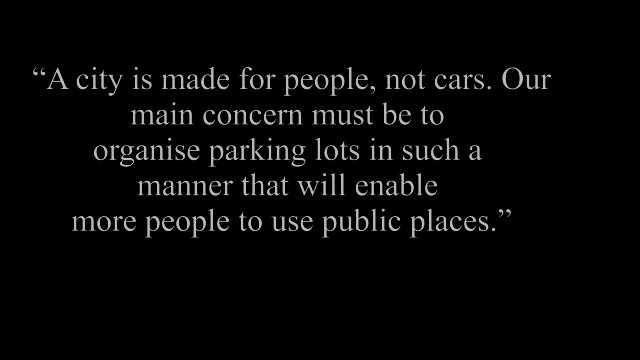 “A city is made for people, not cars. Our
main concern must be to
organise parking lots in such a
manner that will enable
more people to use public places.”